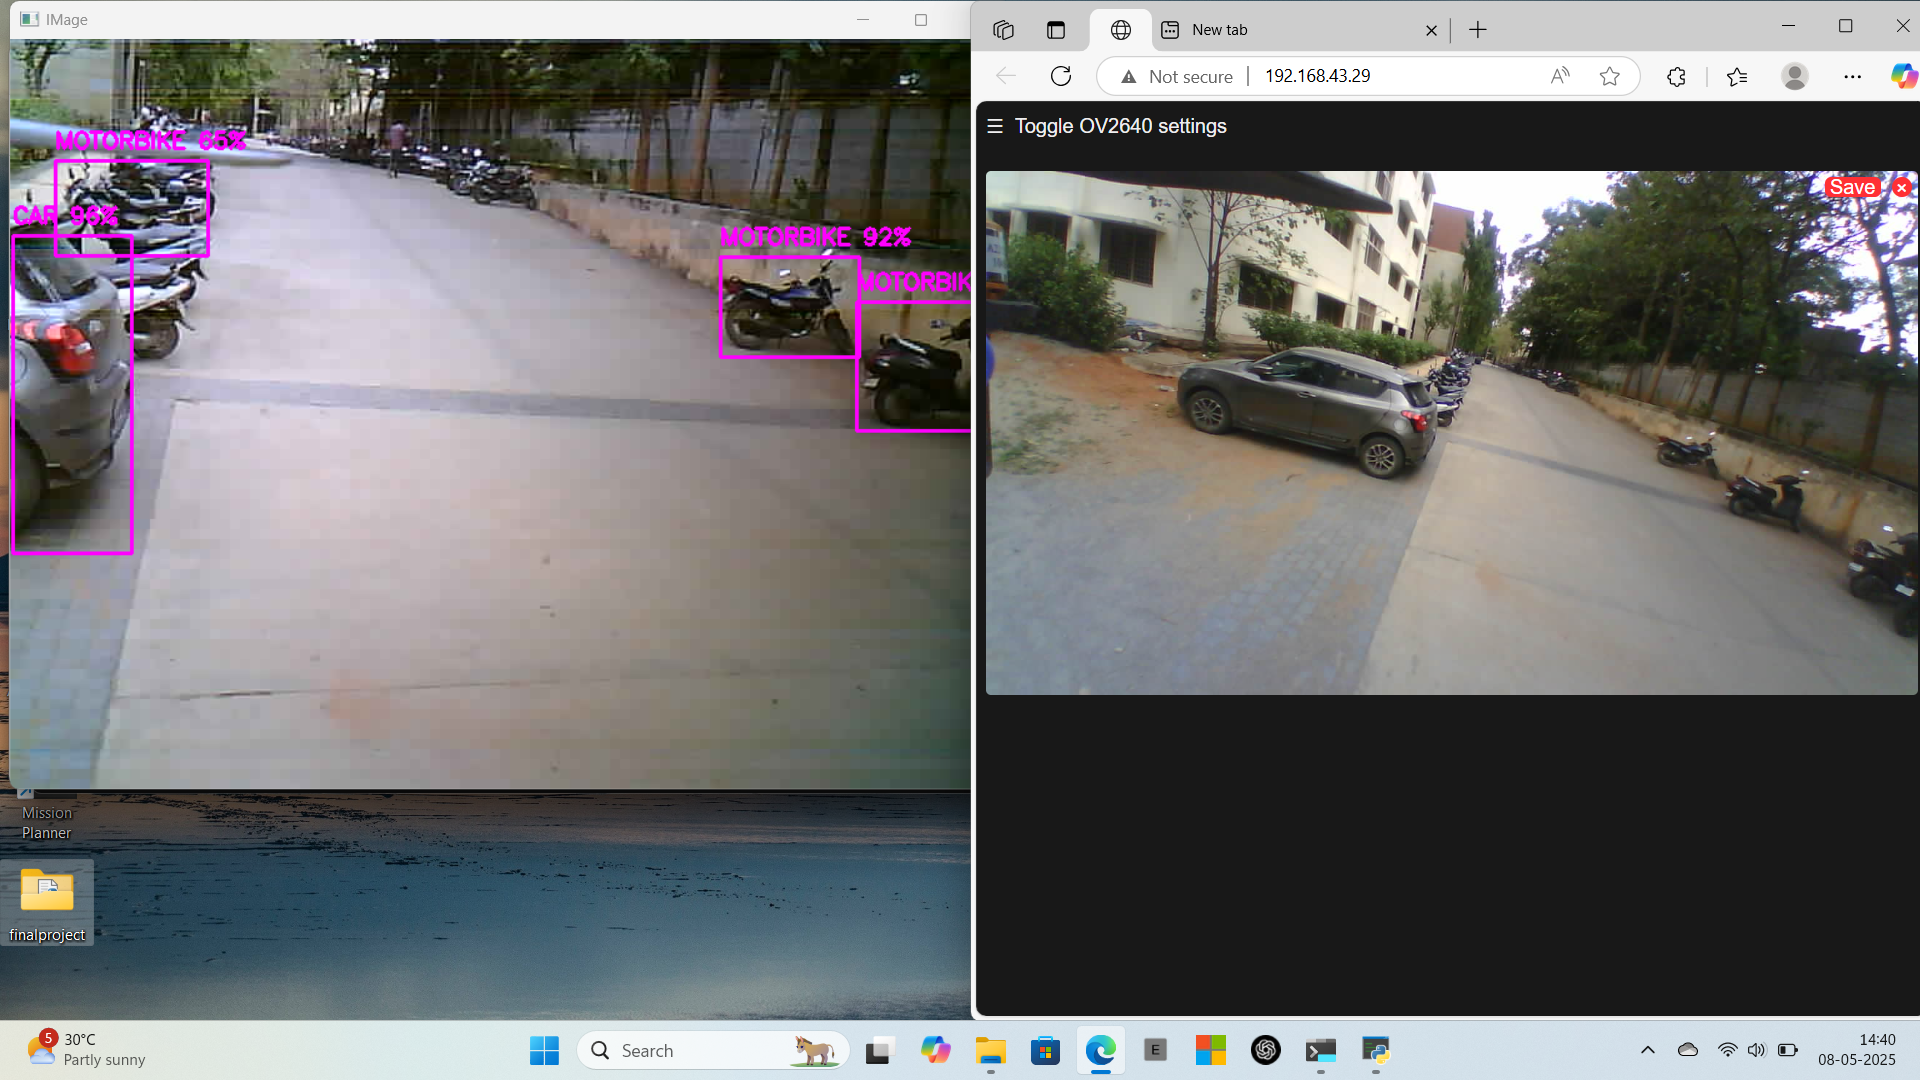 IMage
MOTORBIKE 65%
CAR 96%
MOTORBIKE 92%
MOTORBIK
Mission
Planner
finalproject
New tab
Not secure
192.168.43.29
☰ Toggle OV2640 settings
Save
5
30°C
Partly sunny
Search
E
14:40
08-05-2025